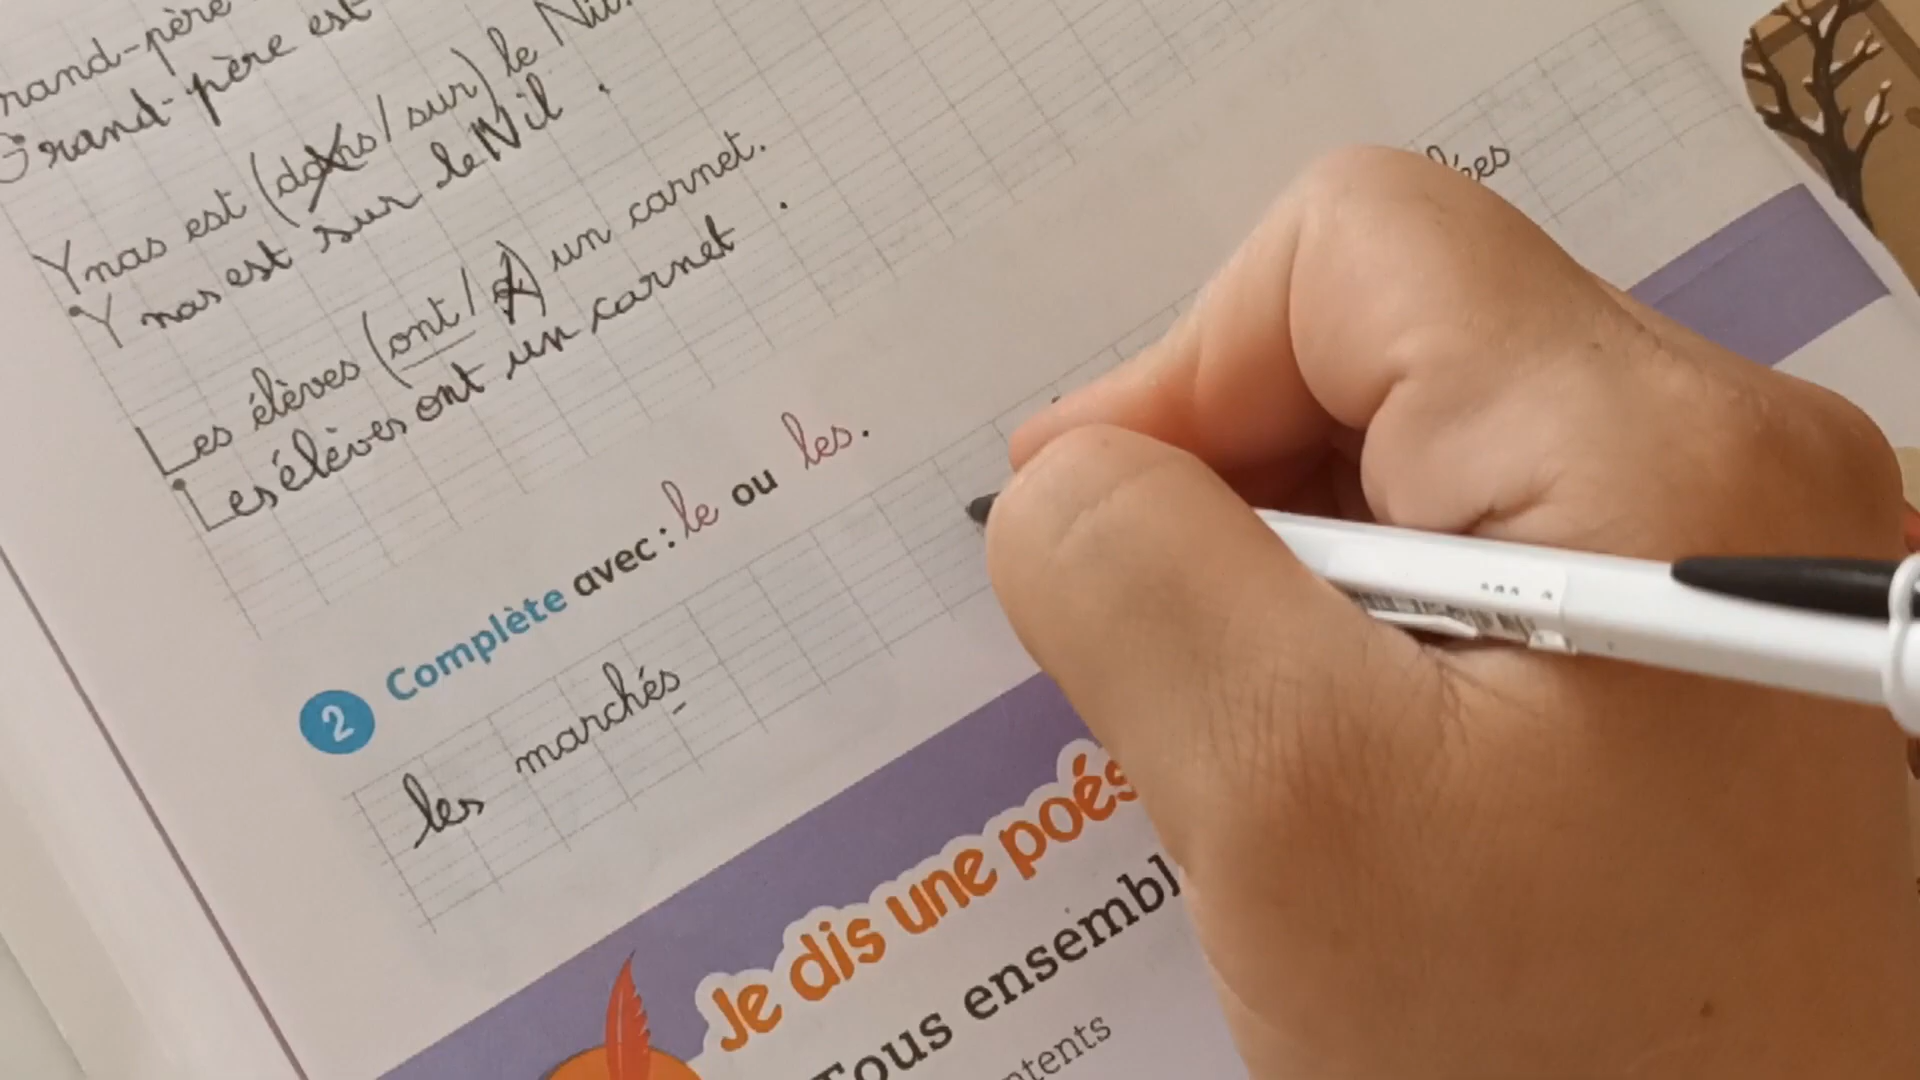 rand-père
Grand-père est
Ynas est (dans / sur) le Nil.
Ynas est sur le Nil.
Les élèves (ont / a) un carnet.
Les élèves ont un carnet.
2 Complète avec : le ou les.
les marchés
Je dis une poés
Tous ensembl
ntents